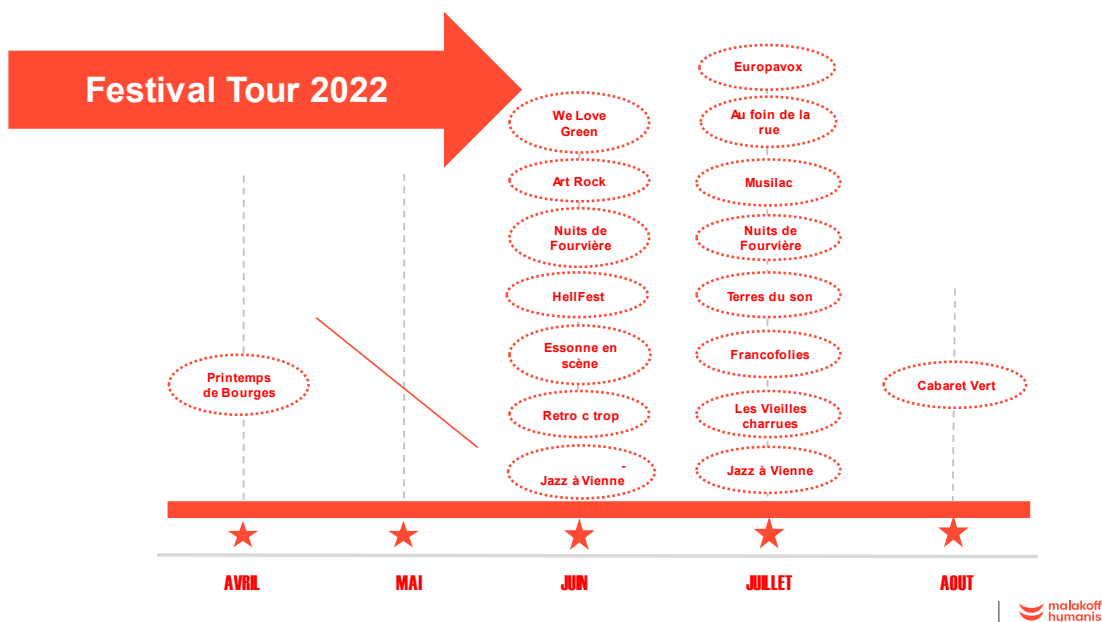 Festival Tour 2022
Printemps
de Bourges
We Love
Green
Art Rock
Nuits de
Fourvière
HellFest
Essonne en
scène
Retro c trop
-
Jazz à Vienne
Europavox
Au foin de la
rue
Musilac
Nuits de
Fourvière
Terres du son
Francofolies
Les Vieilles
charrues
Jazz à Vienne
Cabaret Vert
AVRIL
MAI
JUIN
JUILLET
AOUT
malakoff
humanis